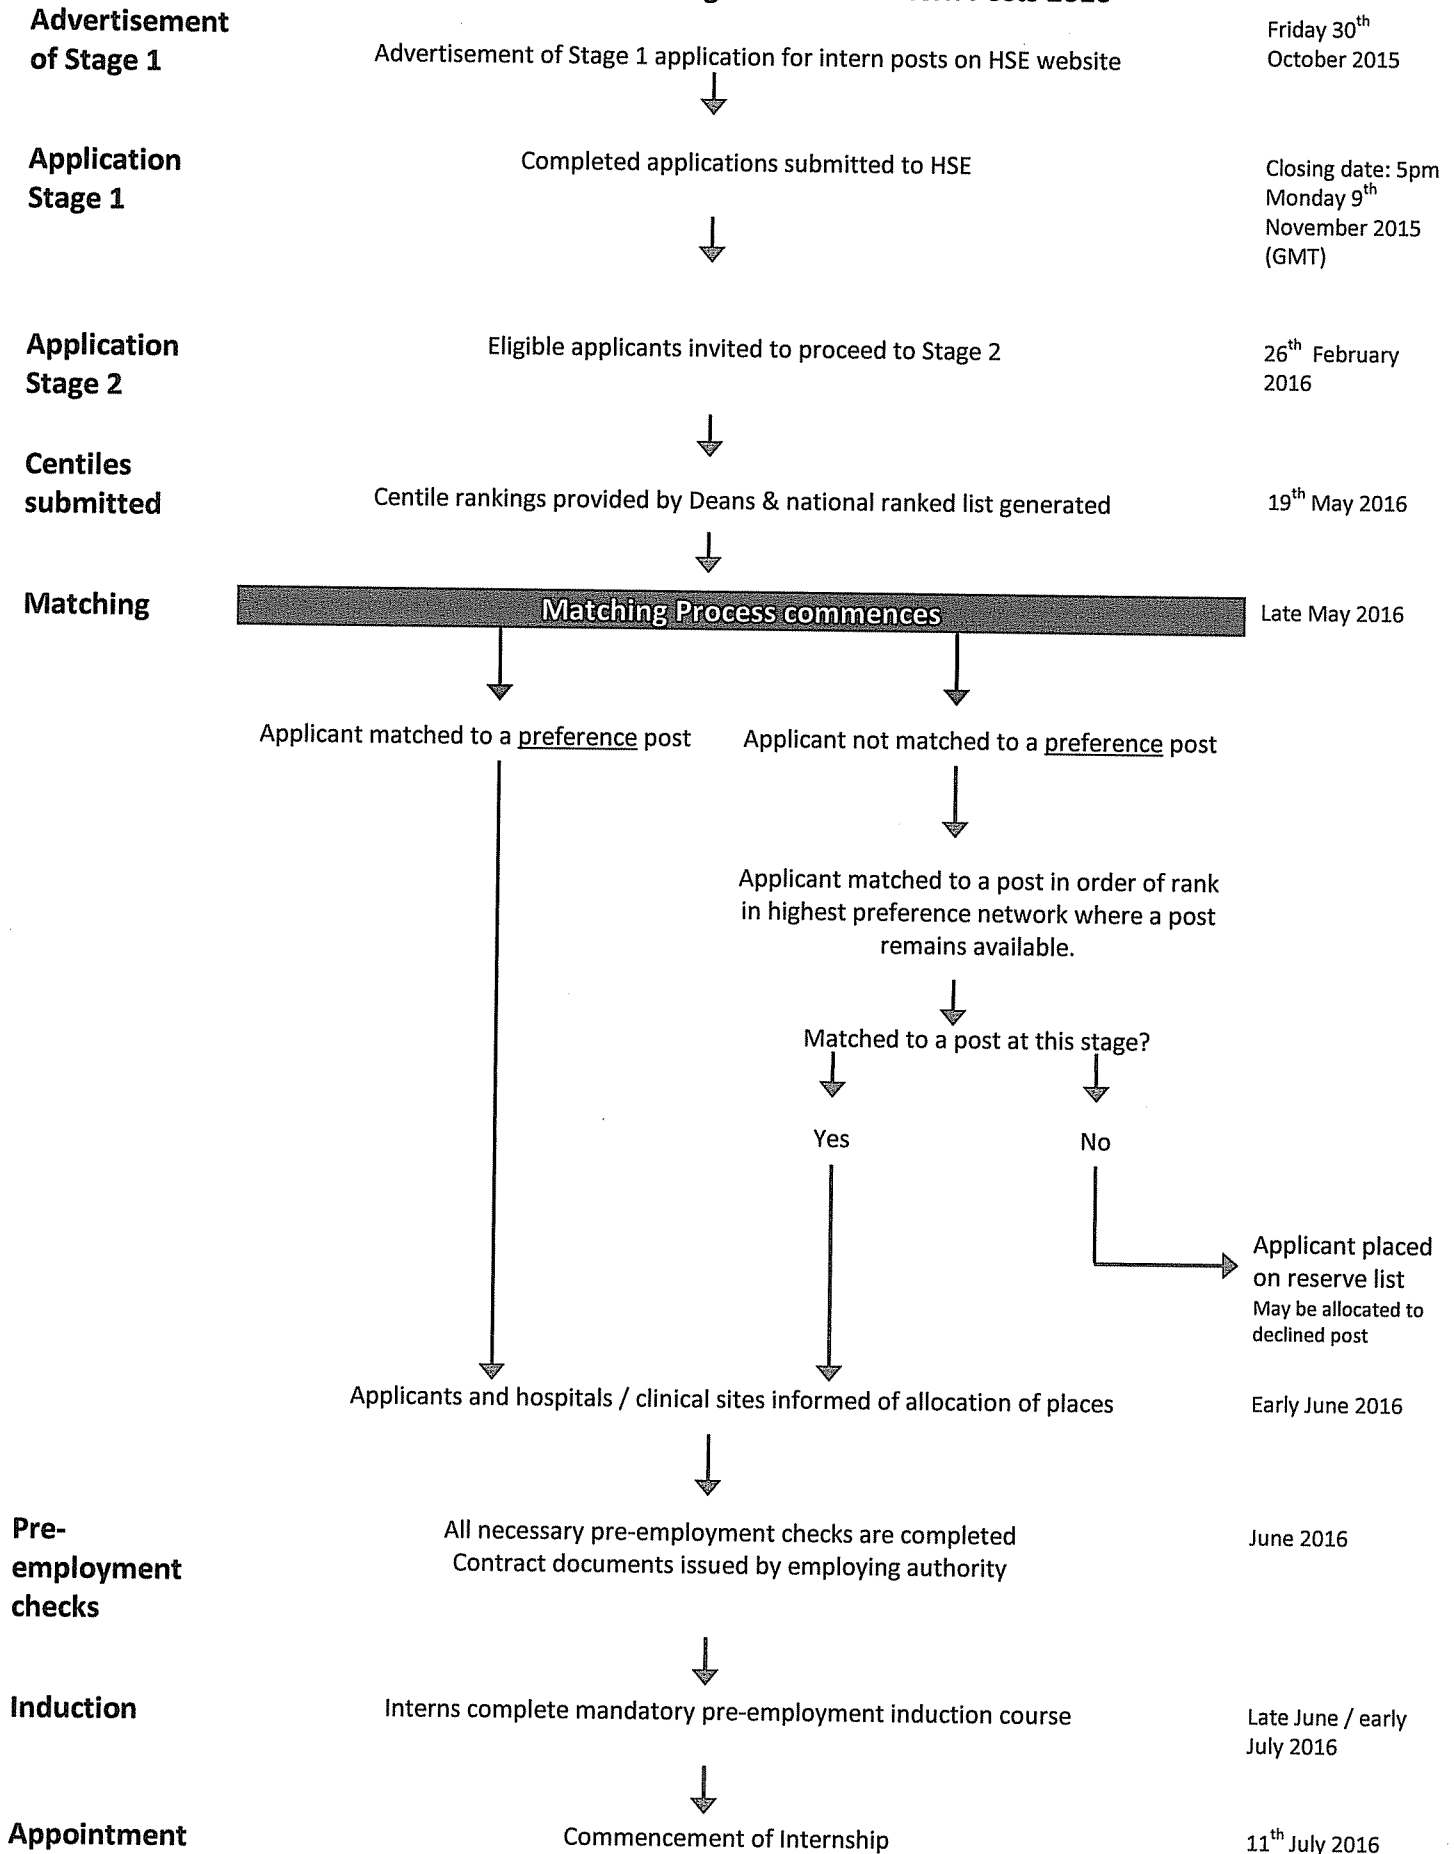 Advertisement
of Stage 1
Advertisement of Stage 1 application for intern posts on HSE website
Friday 30th
October 2015
Application
Stage 1
Completed applications submitted to HSE
Closing date: 5pm
Monday 9th
November 2015
(GMT)
Application
Stage 2
Eligible applicants invited to proceed to Stage 2
26th February
2016
Centiles
submitted
Centile rankings provided by Deans & national ranked list generated
19th May 2016
Matching
Matching Process commences
Late May 2016
Applicant matched to a preference post
Applicant not matched to a preference post
Applicant matched to a post in order of rank
in highest preference network where a post
remains available.
Matched to a post at this stage?
Yes
No
Applicant placed
on reserve list
May be allocated to
declined post
Applicants and hospitals / clinical sites informed of allocation of places
Early June 2016
Pre-
employment
checks
All necessary pre-employment checks are completed
Contract documents issued by employing authority
June 2016
Induction
Interns complete mandatory pre-employment induction course
Late June / early
July 2016
Appointment
Commencement of Internship
11th July 2016